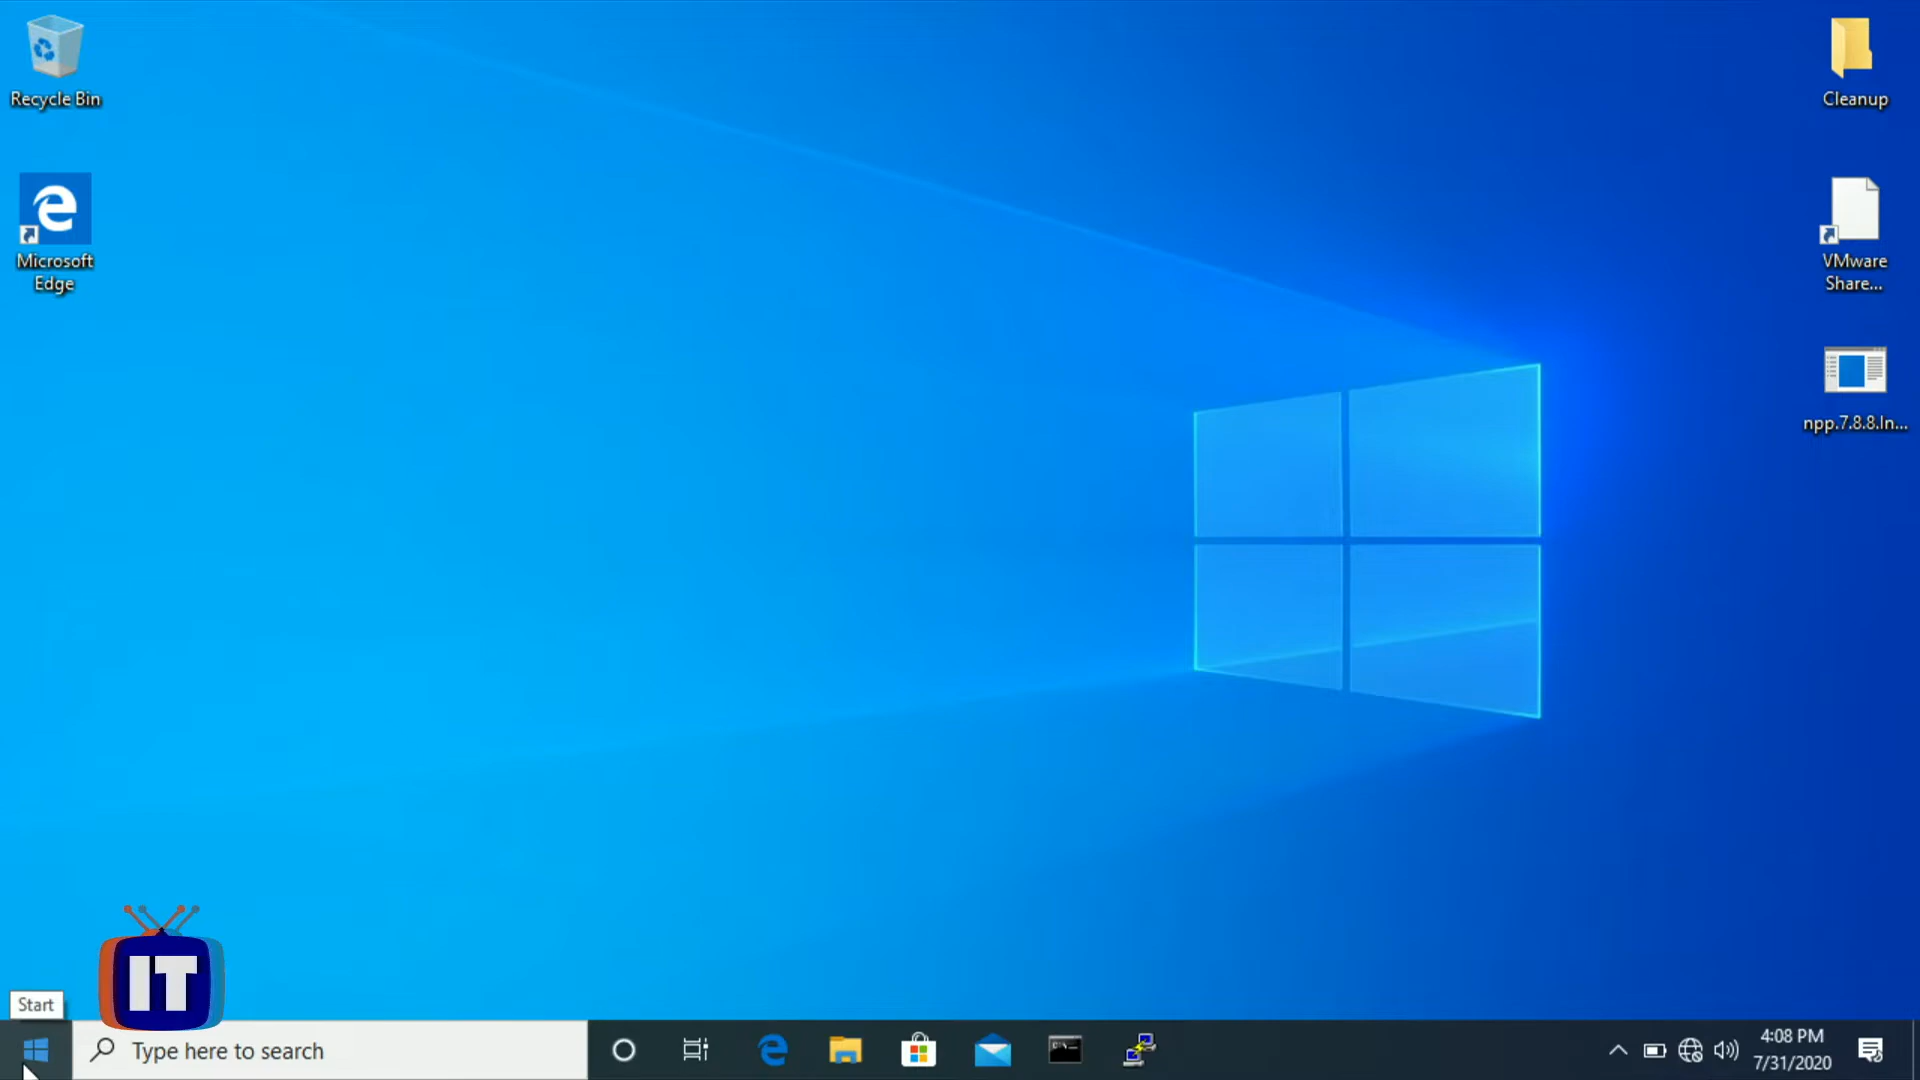 Recycle Bin
Microsoft
Edge
Cleanup
VMware
Share...
npp.7.8.8.In...
IT
Start
Type here to search
4:08 PM
7/31/2020